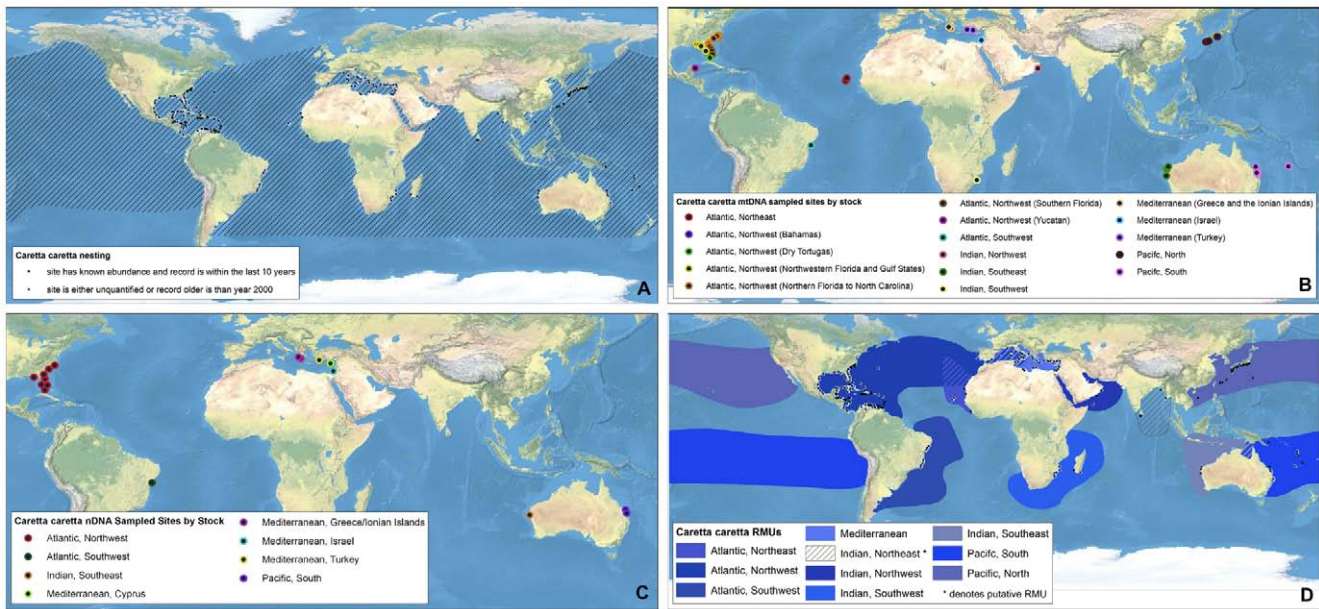 Caretta caretta nesting
site has known abundance and record is within the last 10 years
site is either unquantified or record older is than year 2000
A
Caretta caretta mtDNA sampled sites by stock
Atlantic, Northeast
Atlantic, Northwest (Bahamas)
Atlantic, Northwest (Dry Tortugas)
Atlantic, Northwest (Northwestern Florida and Gulf States)
Atlantic, Northwest (Northern Florida to North Carolina)
Atlantic, Northwest (Southern Florida)
Atlantic, Northwest (Yucatan)
Atlantic, Southwest
Indian, Northwest
Indian, Southeast
Indian, Southwest
Mediterranean (Greece and the Ionian Islands)
Mediterranean (Israel)
Mediterranean (Turkey)
Pacifc, North
Pacifc, South
B
Caretta caretta nDNA Sampled Sites by Stock
Atlantic, Northwest
Atlantic, Southwest
Indian, Southeast
Mediterranean, Cyprus
Mediterranean, Greece/Ionian Islands
Mediterranean, Israel
Mediterranean, Turkey
Pacific, South
C
Caretta caretta RMUs
Atlantic, Northeast
Atlantic, Northwest
Atlantic, Southwest
Mediterranean
Indian, Northeast *
Indian, Northwest
Indian, Southwest
Indian, Southeast
Pacific, South
Pacific, North
* denotes putative RMU
D